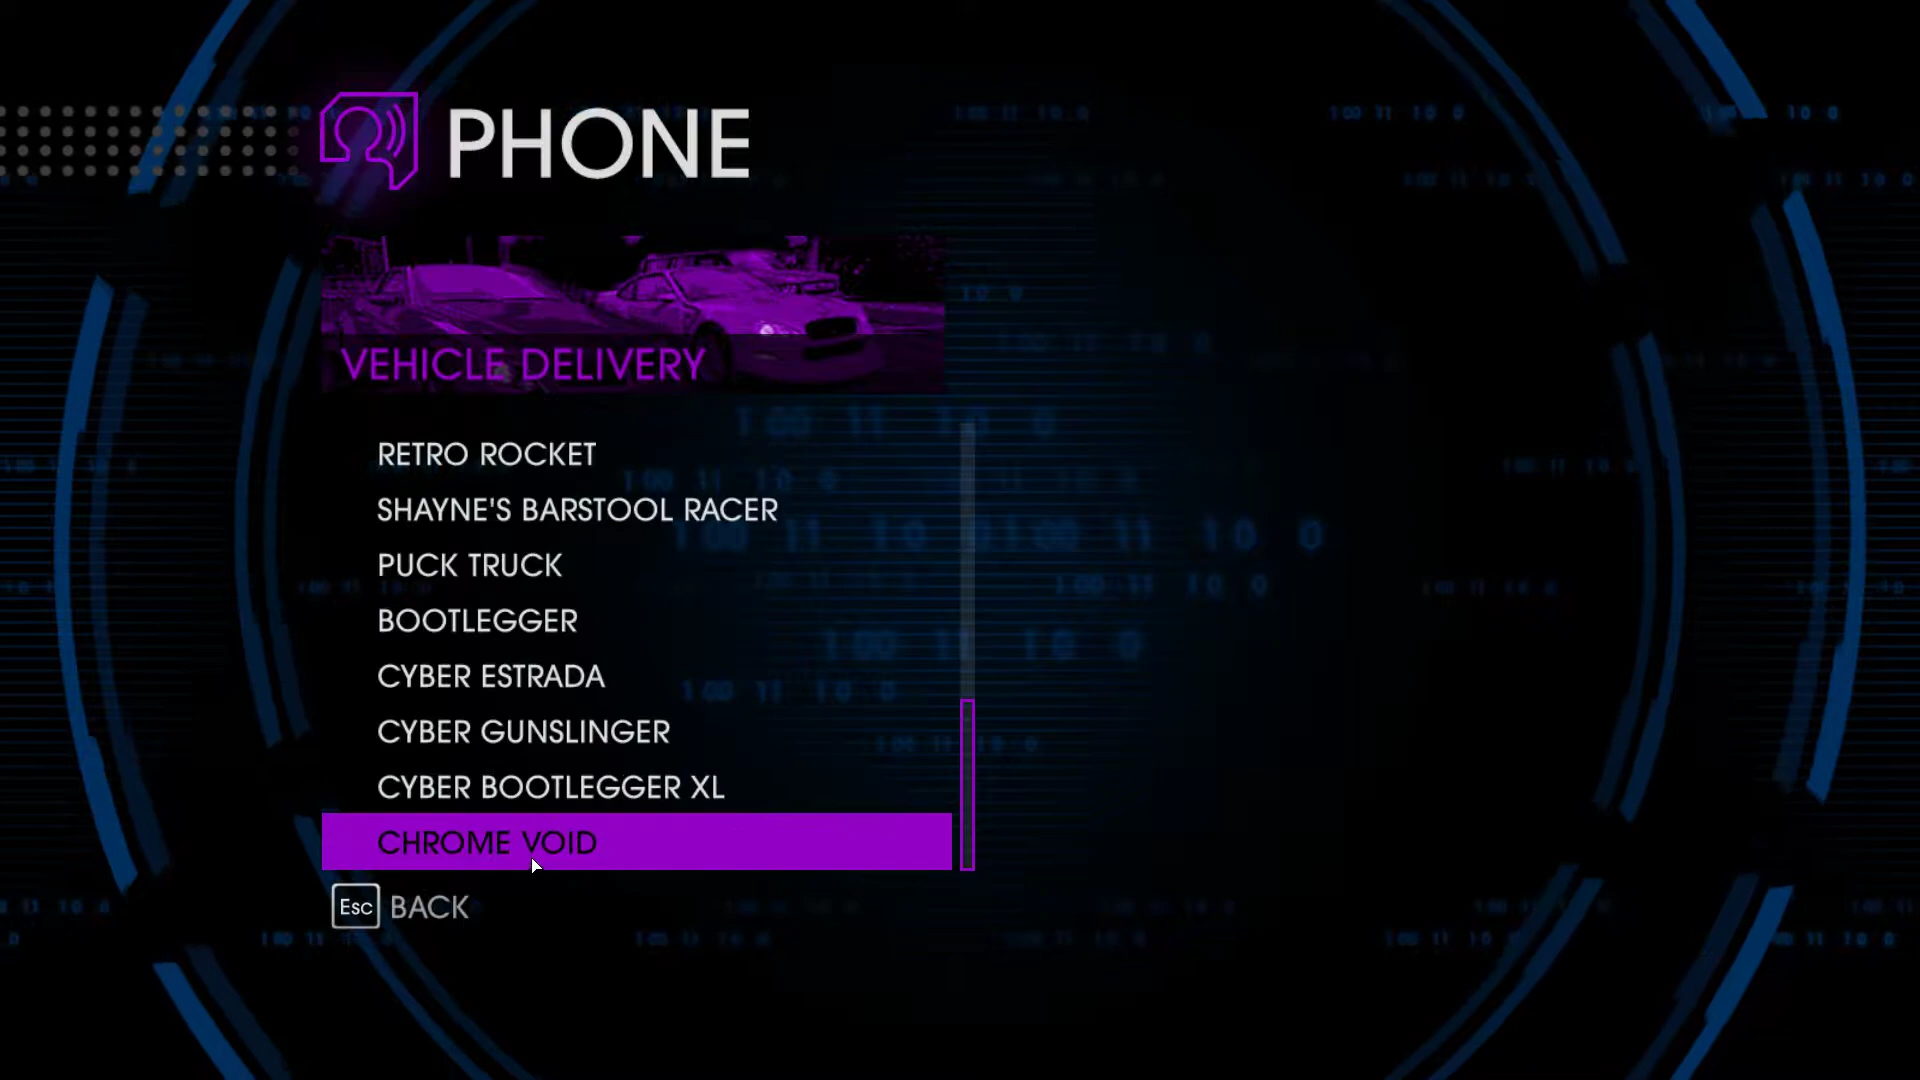 PHONE
VEHICLE DELIVERY
RETRO ROCKET
SHAYNE'S BARSTOOL RACER
PUCK TRUCK
BOOTLEGGER
CYBER ESTRADA
CYBER GUNSLINGER
CYBER BOOTLEGGER XL
CHROME VOID
Esc BACK